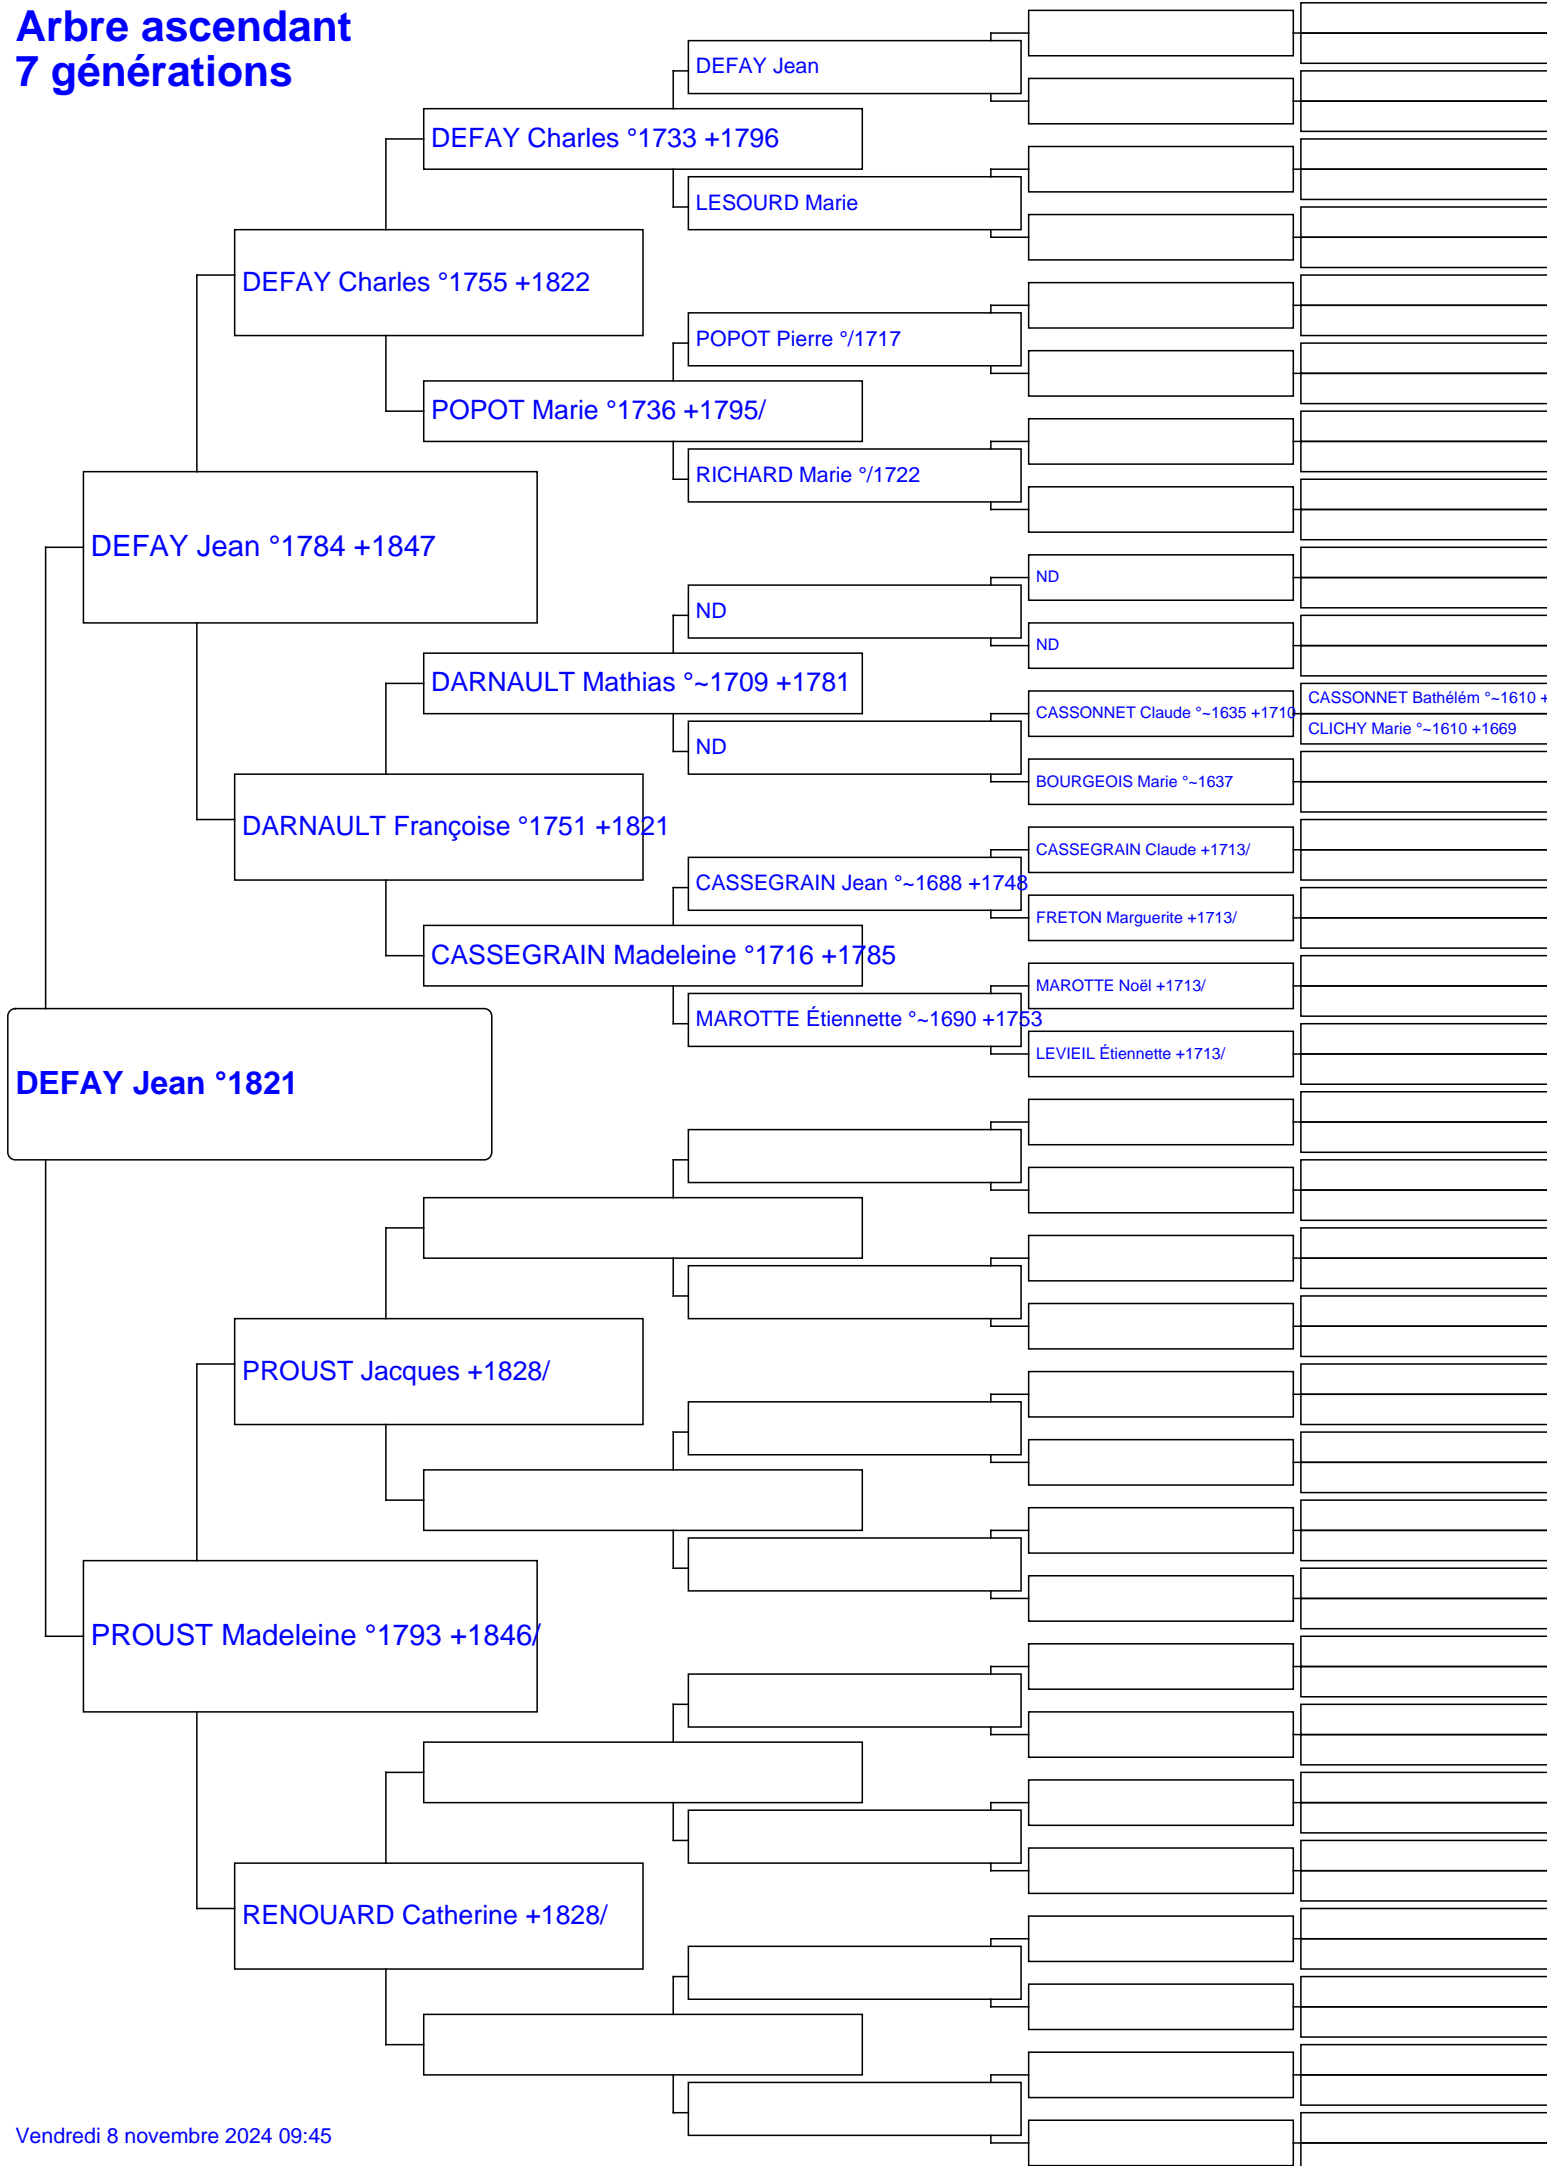 Arbre ascendant
7 générations
DEFAY Jean
DEFAY Charles °1733 +1796
LESOURD Marie
DEFAY Charles °1755 +1822
POPOT Pierre °/1717
POPOT Marie °1736 +1795/
RICHARD Marie °/1722
DEFAY Jean °1784 +1847
ND
ND
ND
DARNAULT Mathias °~1709 +1781
CASSONNET Bathélém °~1610 +
CASSONNET Claude °~1635 +1710
CLICHY Marie °~1610 +1669
ND
BOURGEOIS Marie °~1637
DARNAULT Françoise °1751 +1821
CASSEGRAIN Claude +1713/
CASSEGRAIN Jean °~1688 +1748
FRETON Marguerite +1713/
CASSEGRAIN Madeleine °1716 +1785
MAROTTE Noël +1713/
MAROTTE Étiennette °~1690 +1753
LEVIEIL Étiennette +1713/
DEFAY Jean °1821
PROUST Jacques +1828/
PROUST Madeleine °1793 +1846/
RENOUARD Catherine +1828/
Vendredi 8 novembre 2024 09:45